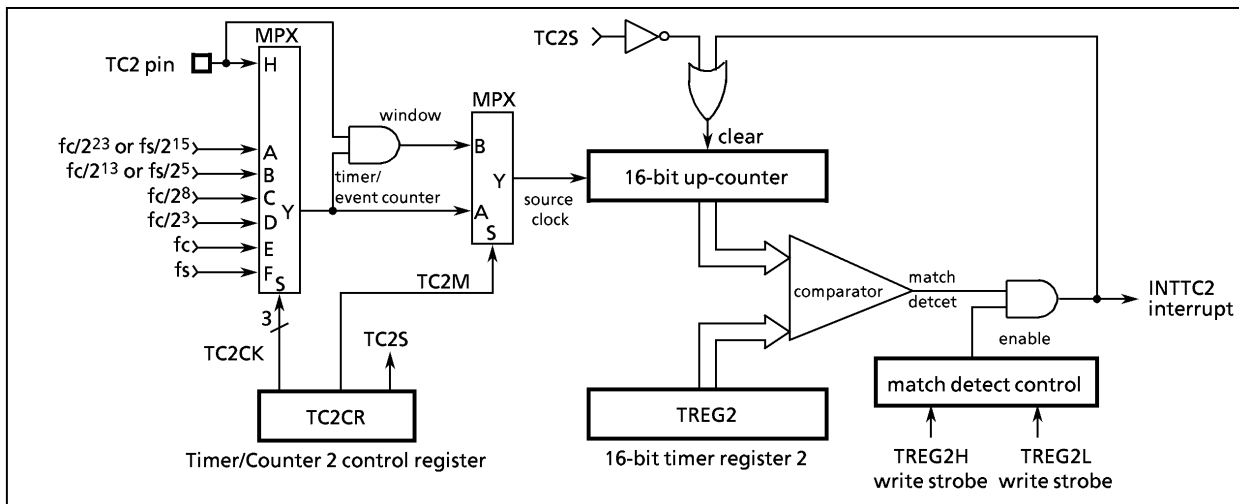 MPX
TC2 pin
H
fc/2²³ or fs/2¹⁵
A
fc/2¹³ or fs/2⁵
B
fc/2⁸
C
fc/2³
D
fc
E
fs
F
Y
S
3
TC2CK
window
timer/
event counter
MPX
B
Y
A
S
TC2M
TC2S
source
clock
TC2CR
Timer/Counter 2 control register
TC2S
clear
16-bit up-counter
comparator
match
detcet
enable
INTTC2
interrupt
TREG2
16-bit timer register 2
match detect control
TREG2H
write strobe
TREG2L
write strobe